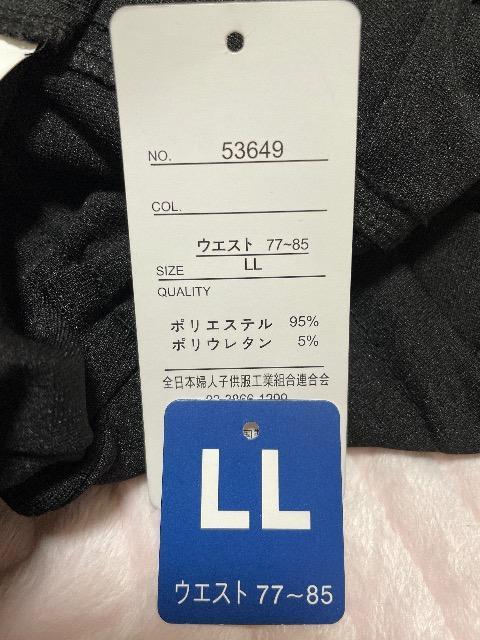 NO. 53649
COL.
ウエスト 77~85
SIZE LL
QUALITY
ポリエステル 95%
ポリウレタン 5%
全日本婦人子供服工業組合連合会
LL
ウエスト 77~85